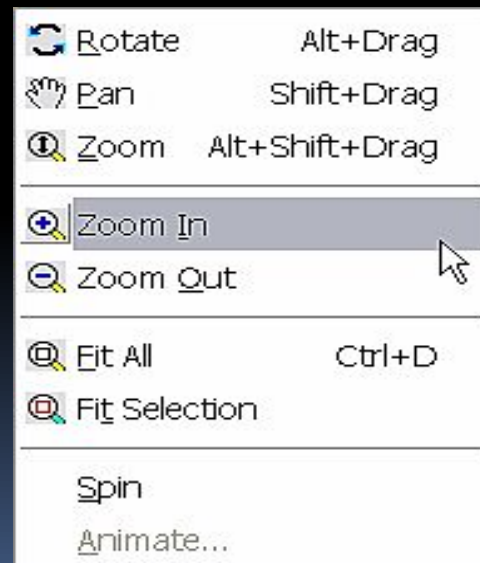 Rotate Alt+Drag
Pan Shift+Drag
Zoom Alt+Shift+Drag
Zoom In
Zoom Out
Fit All Ctrl+D
Fit Selection
Spin
Animate...